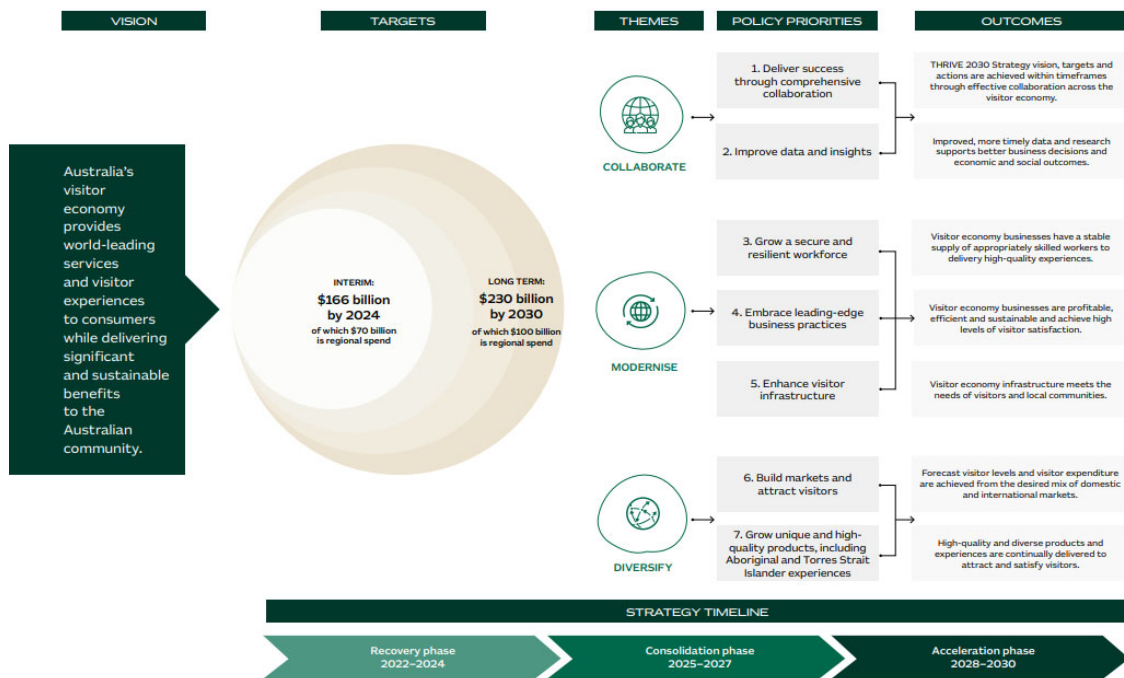 VISION
TARGETS
THEMES
POLICY PRIORITIES
OUTCOMES
Australia's
visitor
economy
provides
world-leading
services
and visitor
experiences
to consumers
while delivering
significant
and sustainable
benefits
to the
Australian
community.
INTERIM:
$166 billion
by 2024
of which $70 billion
is regional spend
LONG TERM:
$230 billion
by 2030
of which $100 billion
is regional spend
COLLABORATE
1. Deliver success
through comprehensive
collaboration
2. Improve data and insights
THRIVE 2030 Strategy vision, targets and
actions are achieved within timeframes
through effective collaboration across the
visitor economy.
Improved, more timely data and research
supports better business decisions and
economic and social outcomes.
MODERNISE
3. Grow a secure and
resilient workforce
4. Embrace leading-edge
business practices
5. Enhance visitor
infrastructure
Visitor economy businesses have a stable
supply of appropriately skilled workers to
delivery high-quality experiences.
Visitor economy businesses are profitable,
efficient and sustainable and achieve high
levels of visitor satisfaction.
Visitor economy infrastructure meets the
needs of visitors and local communities.
DIVERSIFY
6. Build markets and
attract visitors
7. Grow unique and high-
quality products, including
Aboriginal and Torres Strait
Islander experiences
Forecast visitor levels and visitor expenditure
are achieved from the desired mix of domestic
and international markets.
High-quality and diverse products and
experiences are continually delivered to
attract and satisfy visitors.
STRATEGY TIMELINE
Recovery phase
2022–2024
Consolidation phase
2025–2027
Acceleration phase
2028–2030